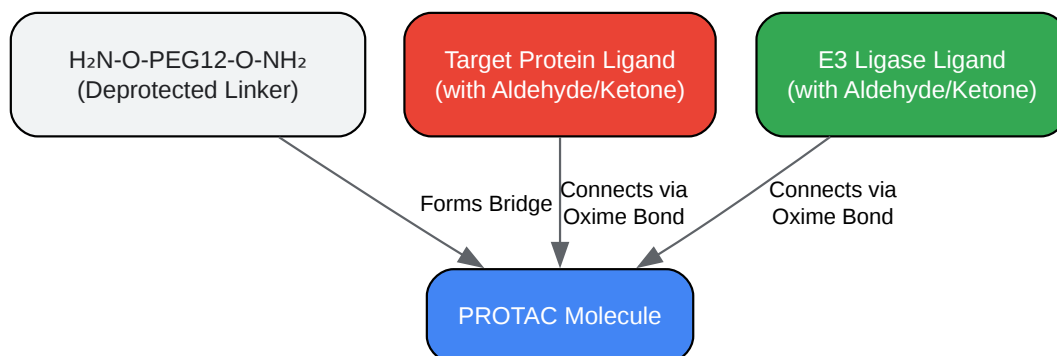 H₂N-O-PEG12-O-NH₂
(Deprotected Linker)
Target Protein Ligand
(with Aldehyde/Ketone)
E3 Ligase Ligand
(with Aldehyde/Ketone)
Forms Bridge
Connects via
Oxime Bond
Connects via
Oxime Bond
PROTAC Molecule